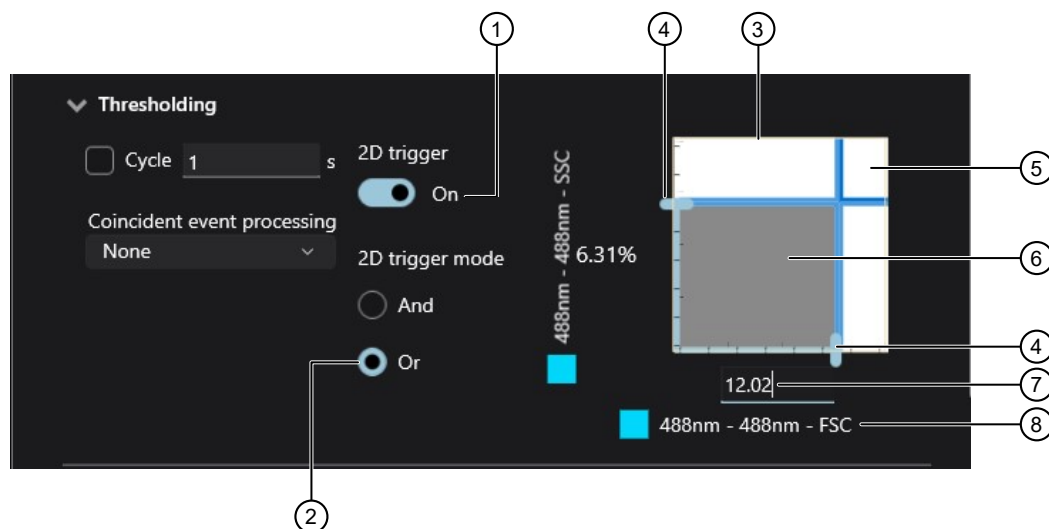 1
4
3
Thresholding
Cycle 1 s
2D trigger
On
5
Coincident event processing
None
2D trigger mode
And
Or
488nm - 488nm - SSC
6.31%
6
4
12.02
7
488nm - 488nm - FSC
8
2